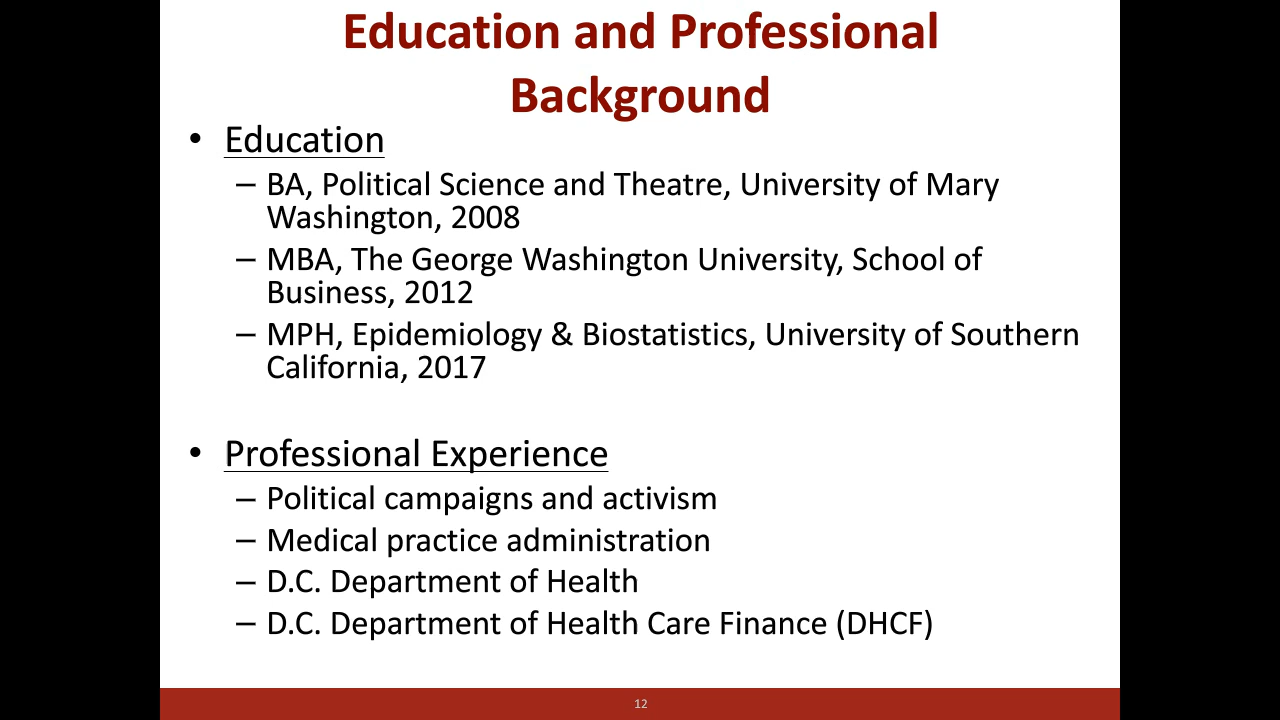 Education and Professional
Background
• Education
– BA, Political Science and Theatre, University of Mary
Washington, 2008
– MBA, The George Washington University, School of
Business, 2012
– MPH, Epidemiology & Biostatistics, University of Southern
California, 2017
• Professional Experience
– Political campaigns and activism
– Medical practice administration
– D.C. Department of Health
– D.C. Department of Health Care Finance (DHCF)
12